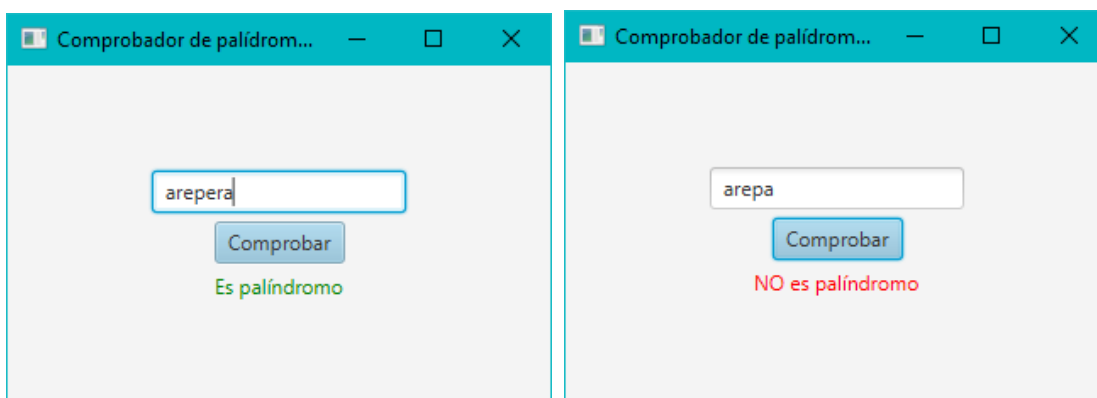 Comprobador de palídrom...
arepera
Comprobar
Es palíndromo
Comprobador de palídrom...
arepa
Comprobar
NO es palíndromo